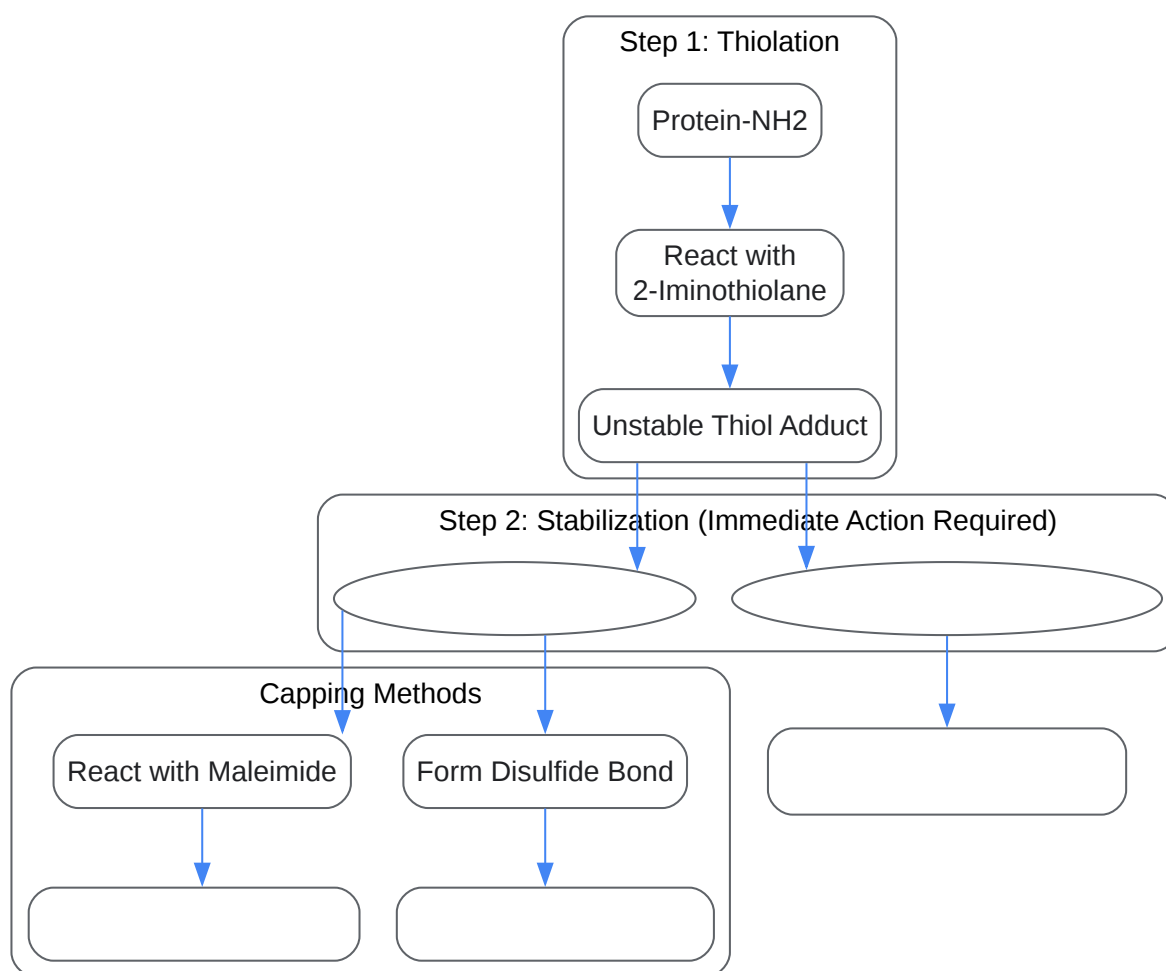 Step 1: Thiolation
Protein-NH2
React with
2-Iminothiolane
Unstable Thiol Adduct
Step 2: Stabilization (Immediate Action Required)
Capping Methods
React with Maleimide
Form Disulfide Bond